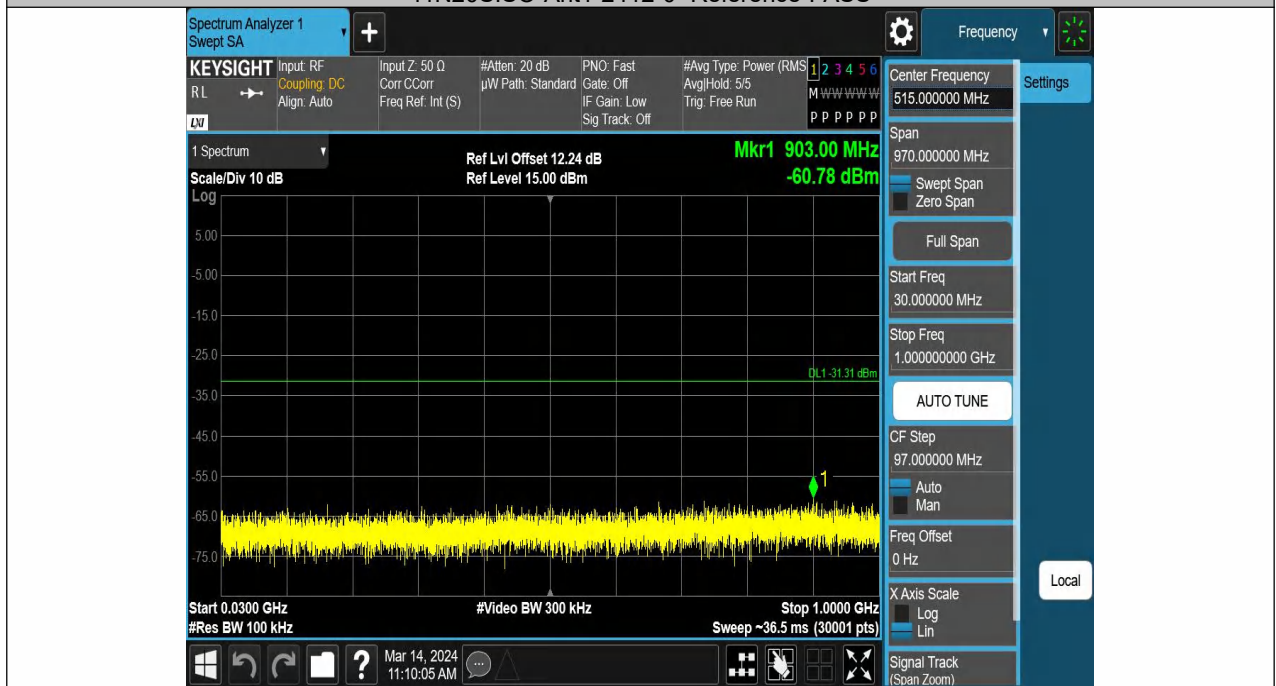 Spectrum Analyzer 1
Swept SA
+
Frequency
KEYSIGHT
RL
LXI
Input: RF
Coupling: DC
Align: Auto
Input Z: 50 Ω
Corr CCorr
Freq Ref: Int (S)
#Atten: 20 dB
µW Path: Standard
PNO: Fast
Gate: Off
IF Gain: Low
Sig Track: Off
#Avg Type: Power (RMS
Avg|Hold: 5/5
Trig: Free Run
1 2 3 4 5 6
M W W W W W
P P P P P P
1 Spectrum
Scale/Div 10 dB
Log
Ref Lvl Offset 12.24 dB
Ref Level 15.00 dBm
Mkr1 903.00 MHz
-60.78 dBm
5.00
-5.00
-15.0
-25.0
DL1 -31.31 dBm
-35.0
-45.0
-55.0
1
-65.0
-75.0
Start 0.0300 GHz
#Video BW 300 kHz
Stop 1.0000 GHz
#Res BW 100 kHz
Sweep ~36.5 ms (30001 pts)
Center Frequency
515.000000 MHz
Settings
Span
970.000000 MHz
Swept Span
Zero Span
Full Span
Start Freq
30.000000 MHz
Stop Freq
1.000000000 GHz
AUTO TUNE
CF Step
97.000000 MHz
Auto
Man
Freq Offset
0 Hz
X Axis Scale
Log
Lin
Local
Signal Track
(Span Zoom)
?
Mar 14, 2024
11:10:05 AM